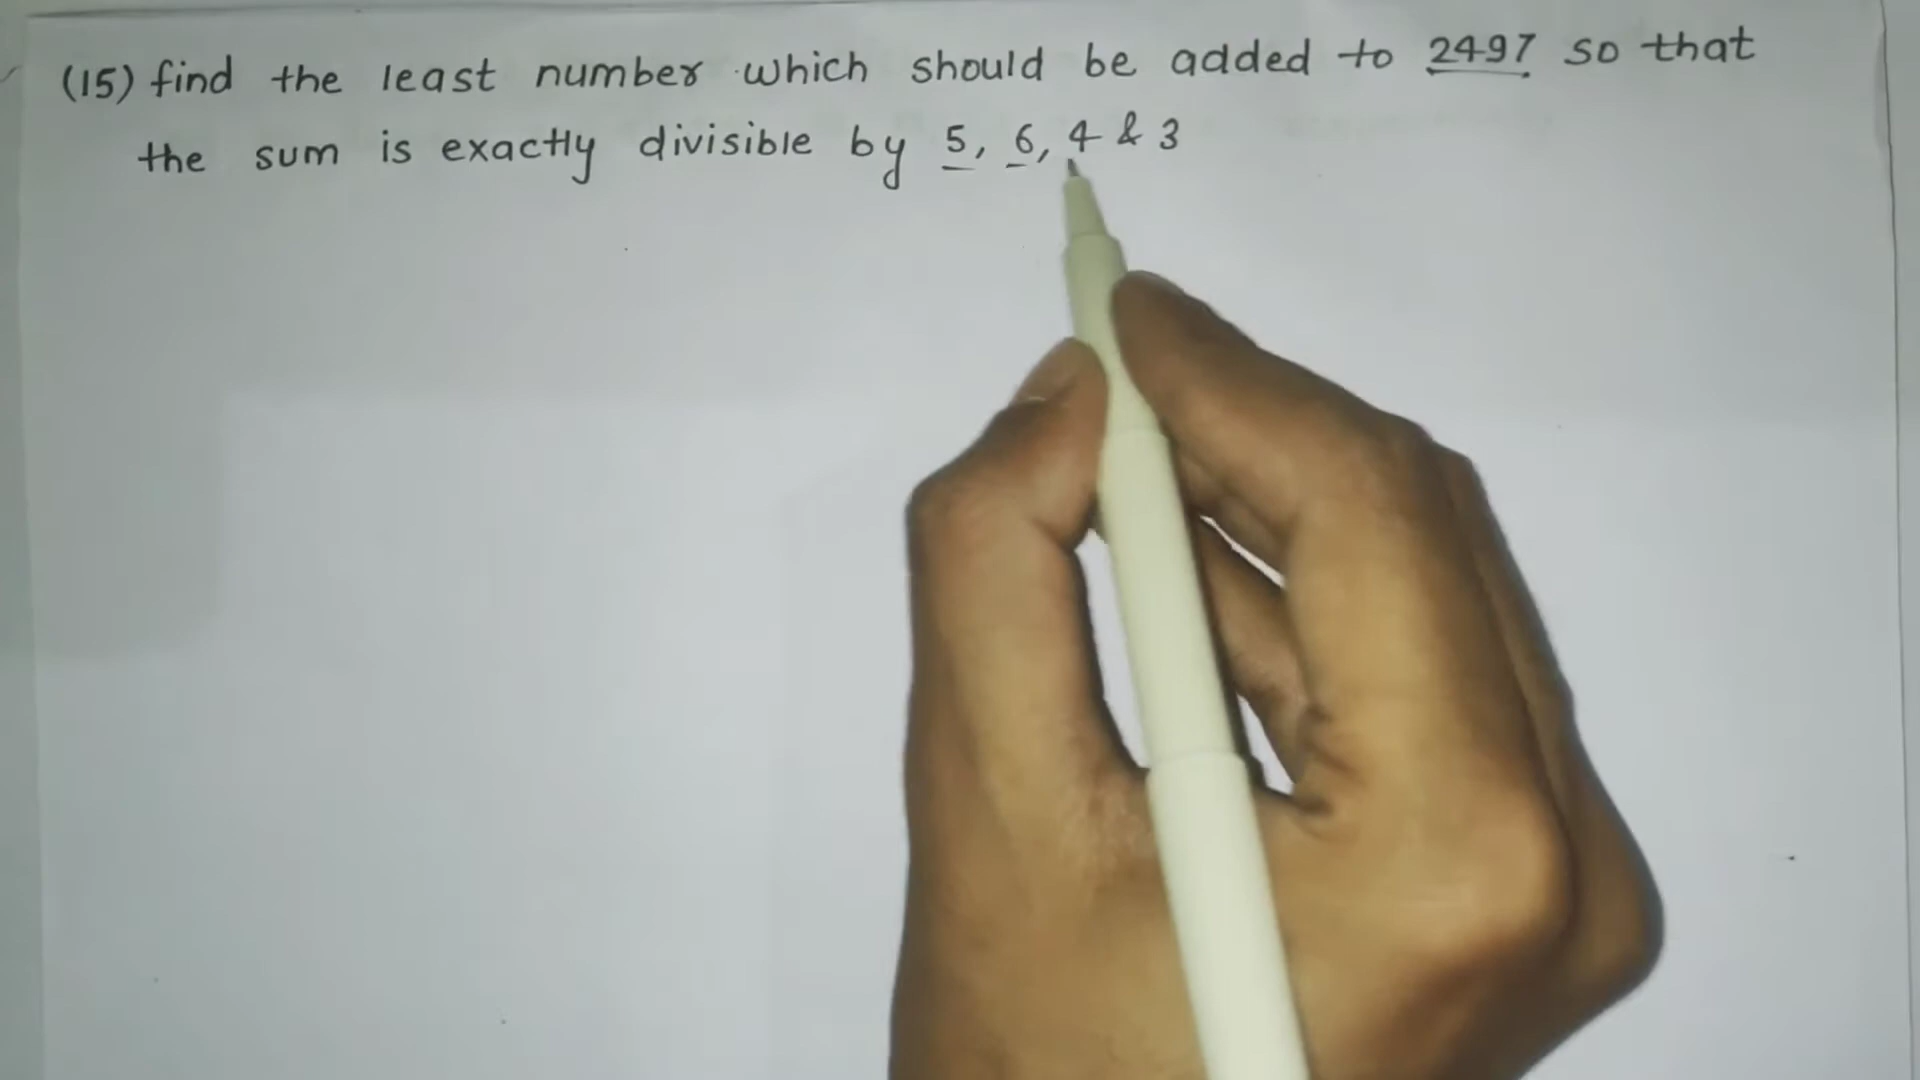 (15) find the least number which should be added to 2497 so that
the sum is exactly divisible by 5, 6, 4 & 3